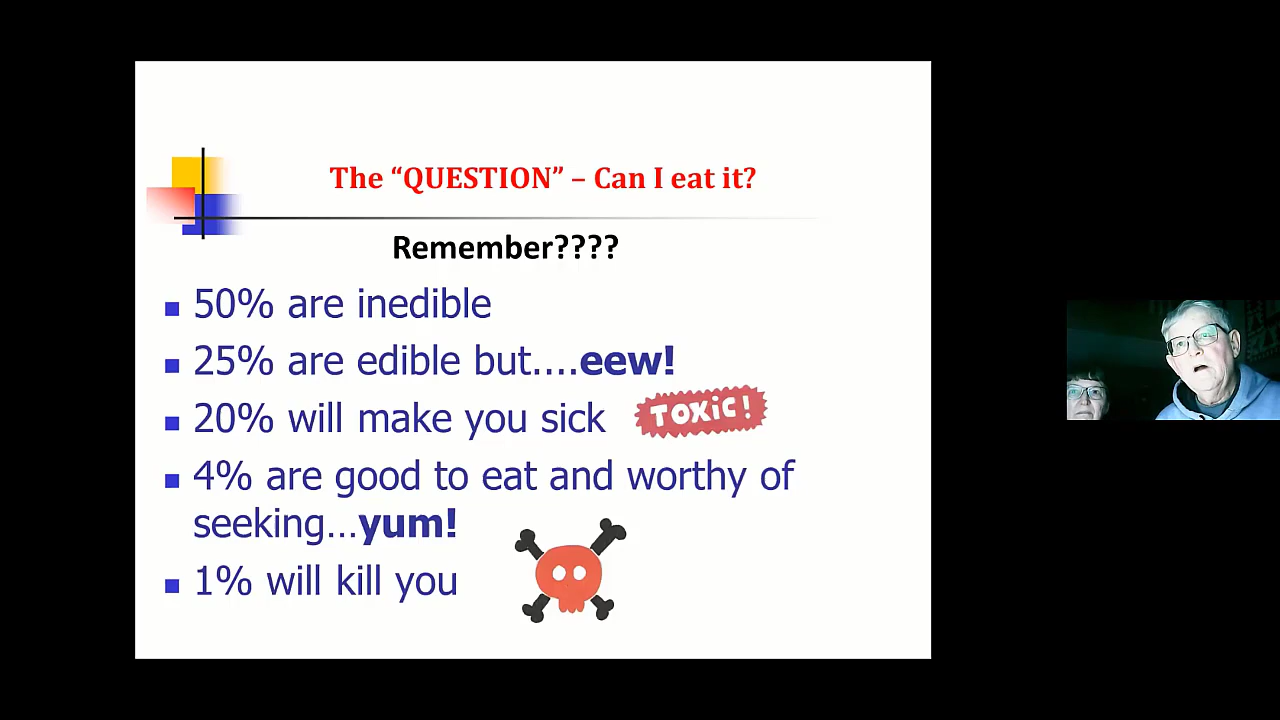 The “QUESTION” – Can I eat it?
Remember????
50% are inedible
25% are edible but....eew!
20% will make you sick
TOXiC!
4% are good to eat and worthy of
seeking…yum!
1% will kill you